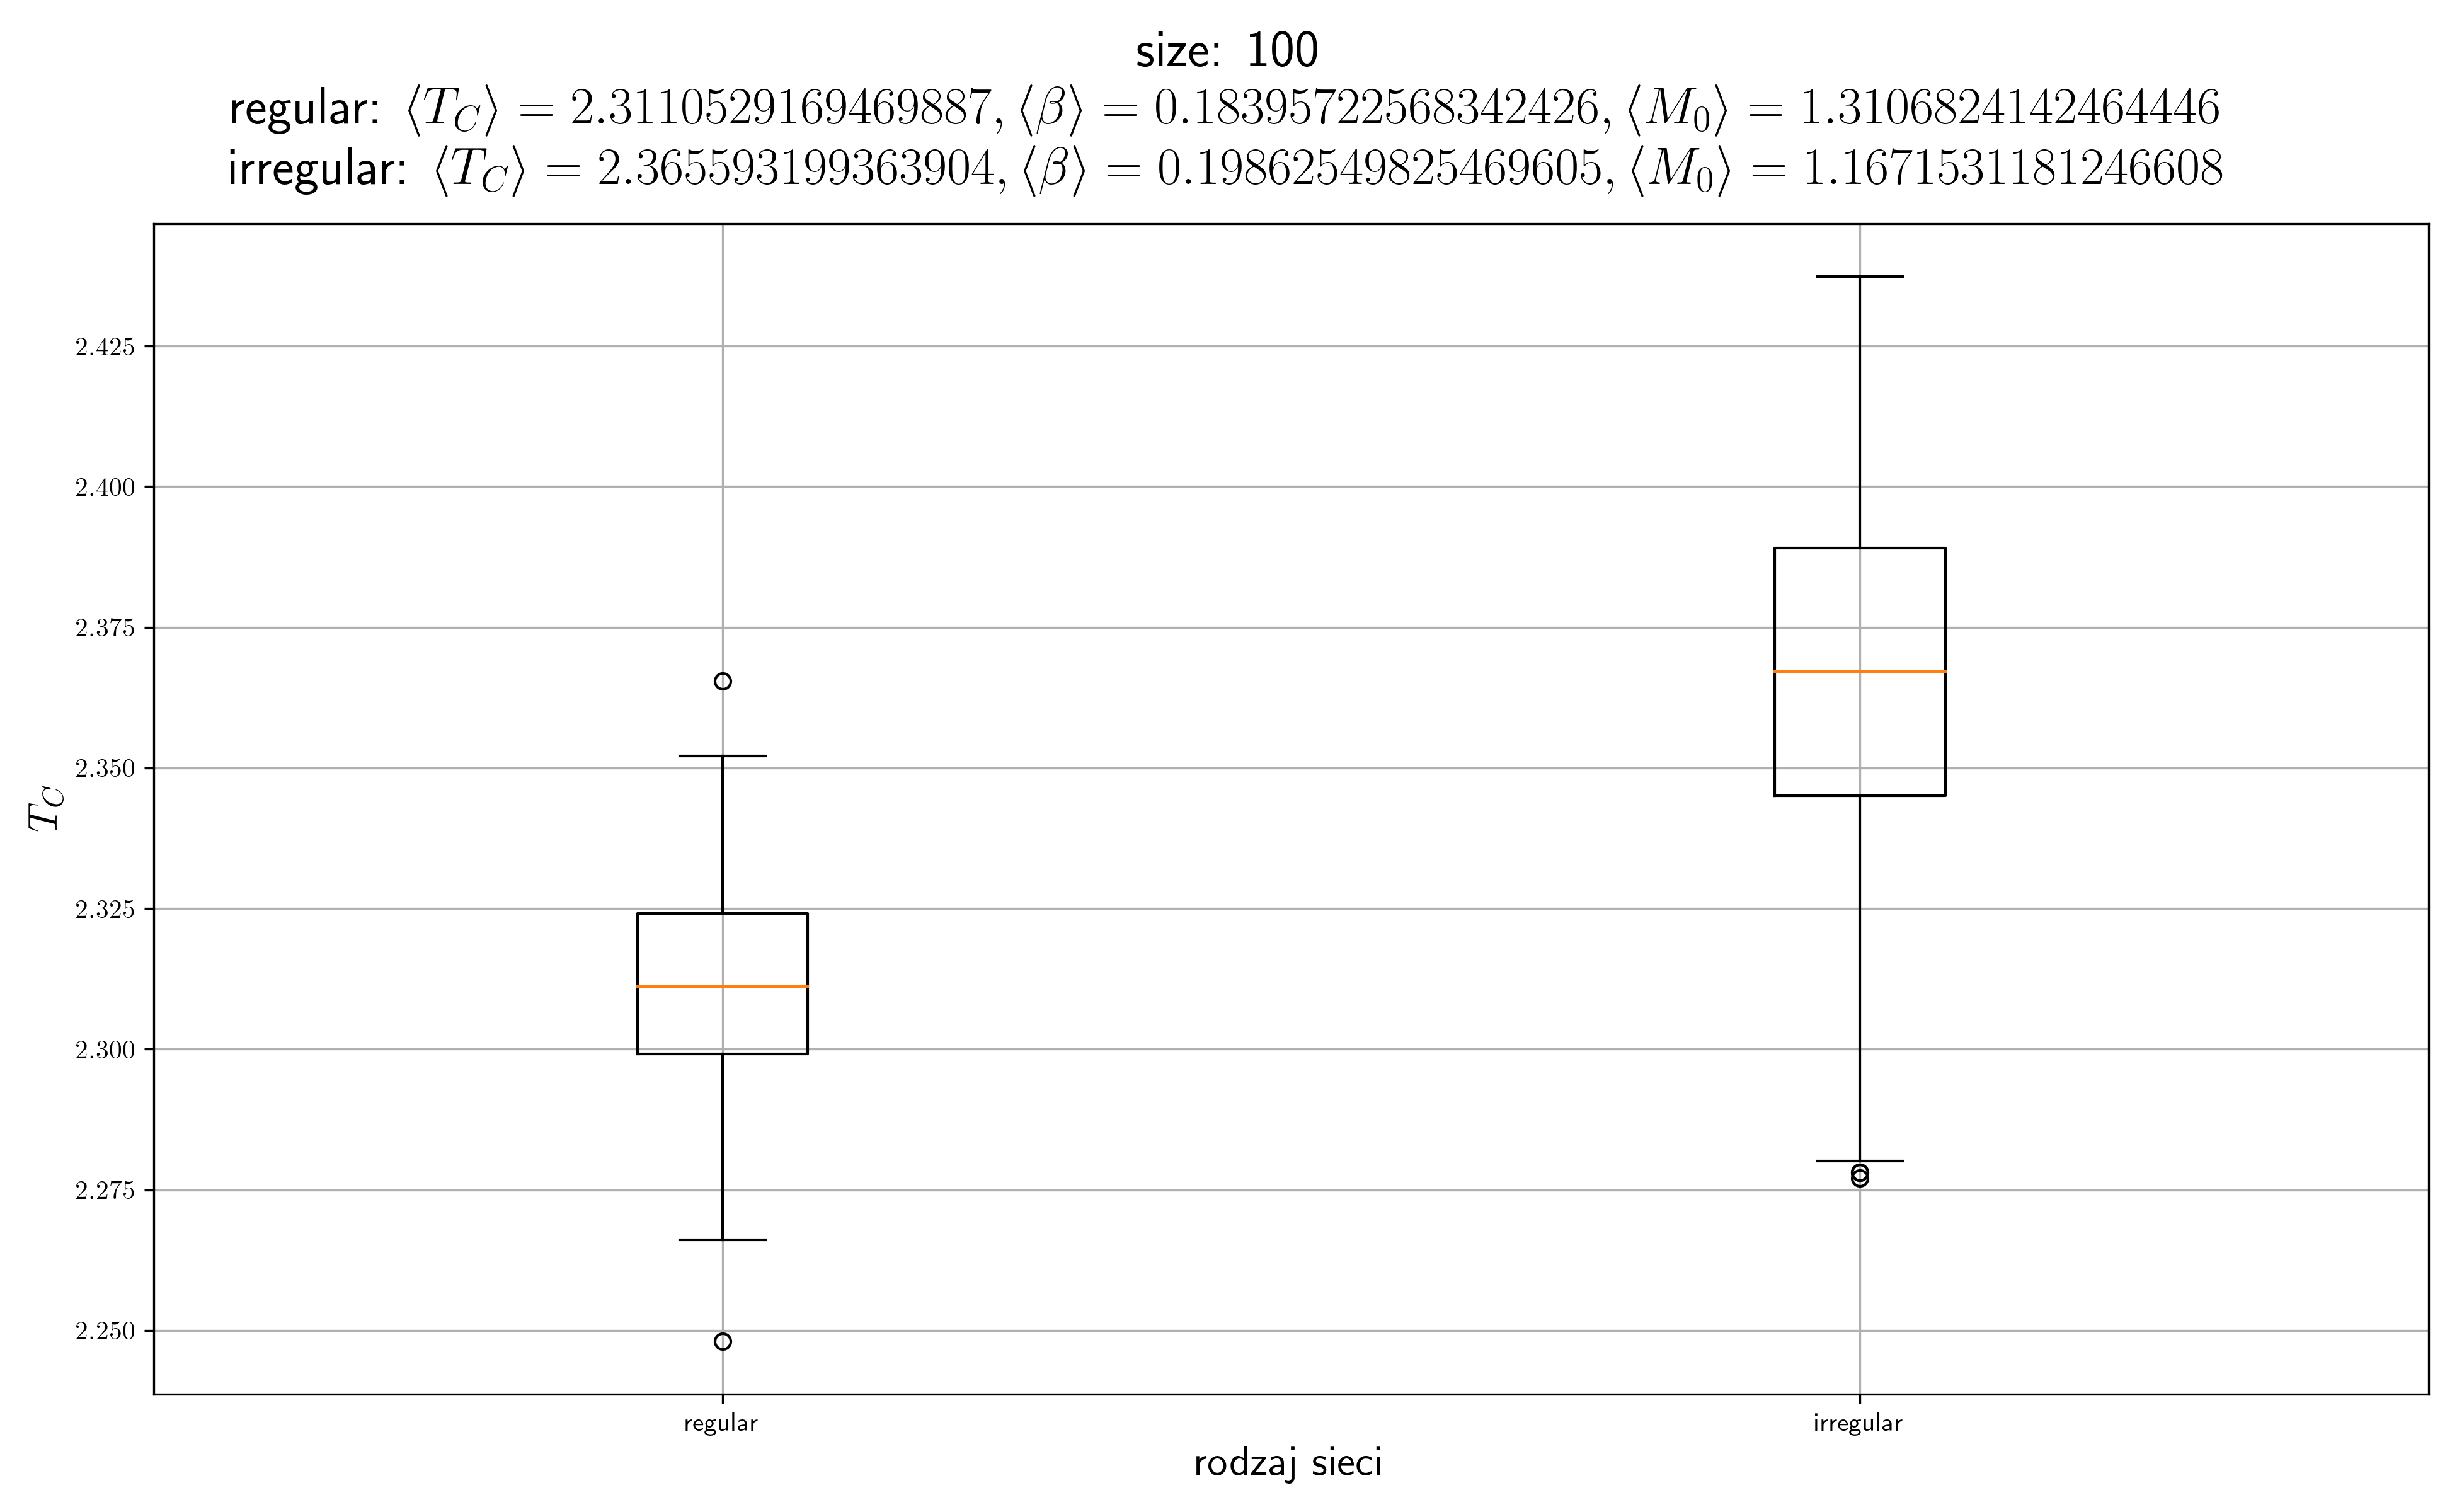 size: 100
regular: ⟨T_C⟩ = 2.3110529169469887, ⟨β⟩ = 0.18395722568342426, ⟨M_0⟩ = 1.3106824142464446
irregular: ⟨T_C⟩ = 2.365593199363904, ⟨β⟩ = 0.19862549825469605, ⟨M_0⟩ = 1.1671531181246608
2.425
2.400
2.375
2.350
2.325
2.300
2.275
2.250
T_C
regular
irregular
rodzaj sieci